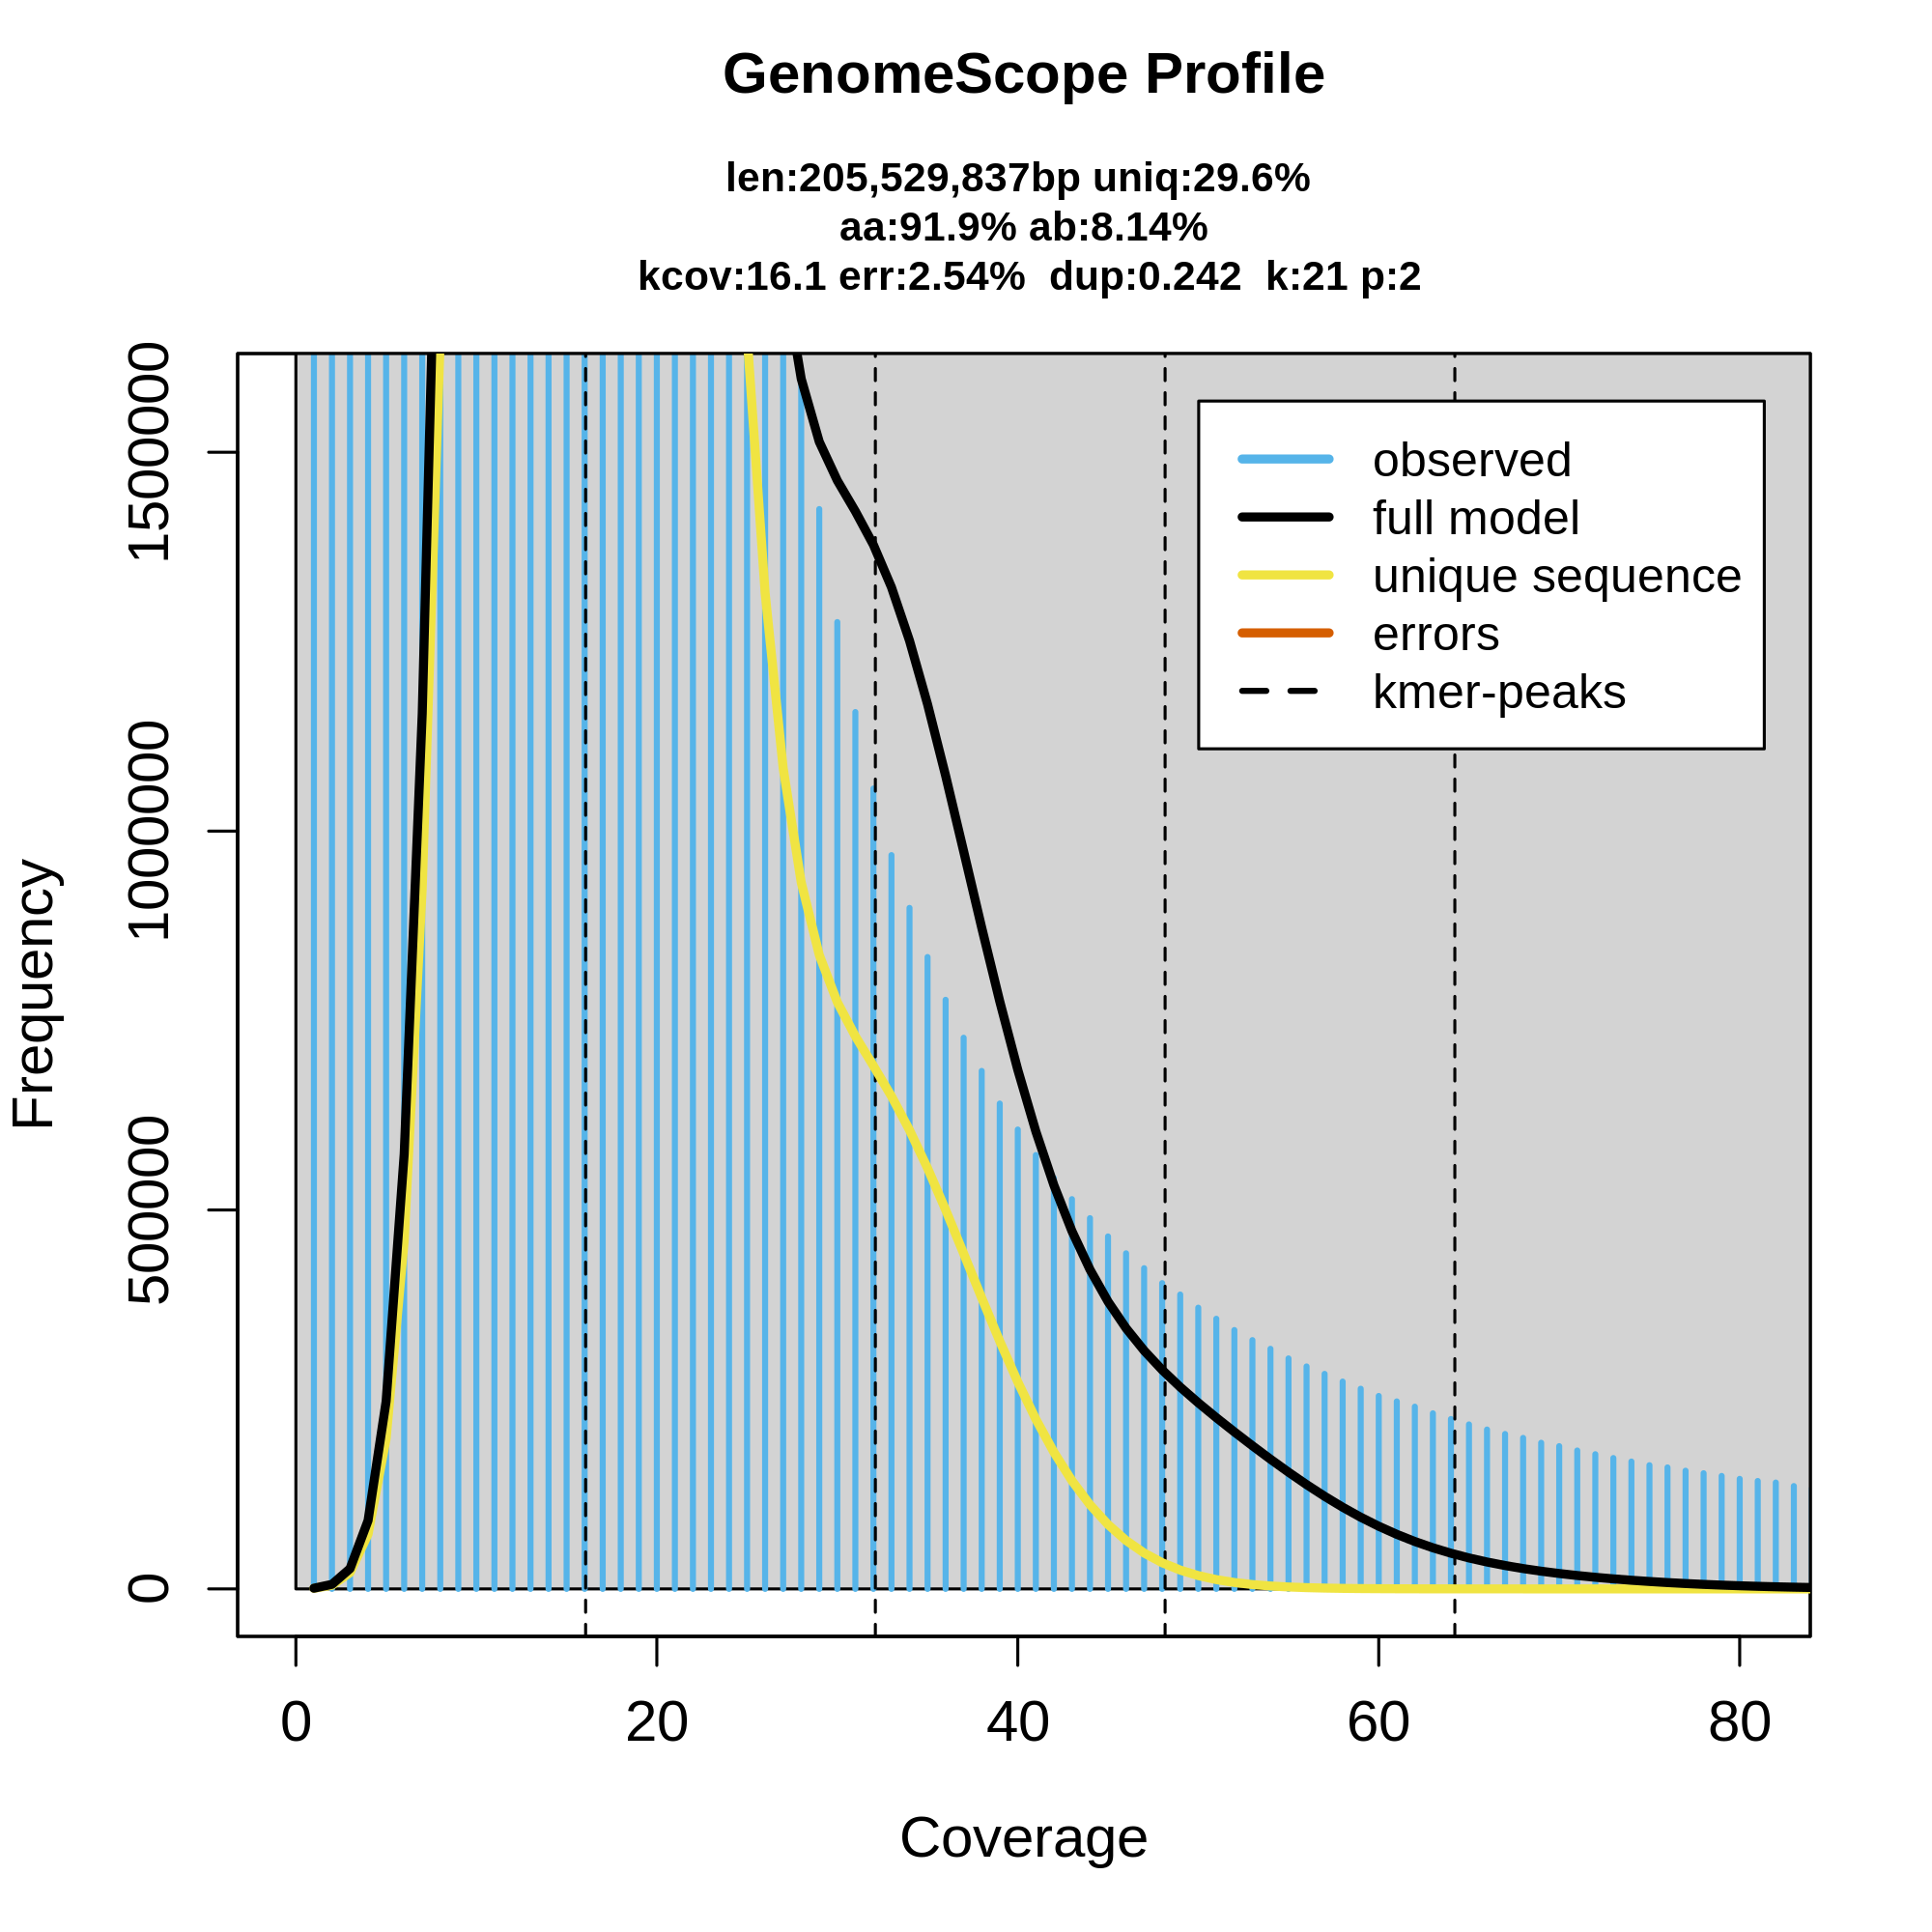 GenomeScope Profile
len:205,529,837bp uniq:29.6%
aa:91.9% ab:8.14%
kcov:16.1 err:2.54% dup:0.242 k:21 p:2
observed
full model
unique sequence
errors
kmer-peaks
Frequency
1500000
1000000
500000
0
0 20 40 60 80
Coverage